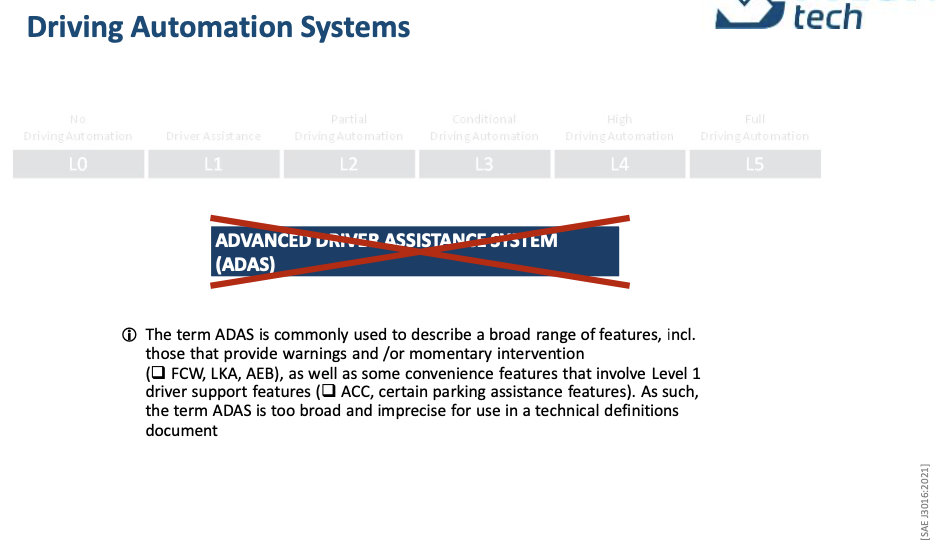 Driving Automation Systems
tech
No
Driving Automation
Driver Assistance
Partial
Driving Automation
Conditional
Driving Automation
High
Driving Automation
Full
Driving Automation
L0
L1
L2
L3
L4
L5
ADVANCED DRIVER ASSISTANCE SYSTEM
(ADAS)
The term ADAS is commonly used to describe a broad range of features, incl.
those that provide warnings and /or momentary intervention
(❑ FCW, LKA, AEB), as well as some convenience features that involve Level 1
driver support features (❑ ACC, certain parking assistance features). As such,
the term ADAS is too broad and imprecise for use in a technical definitions
document
[SAE J3016:2021]